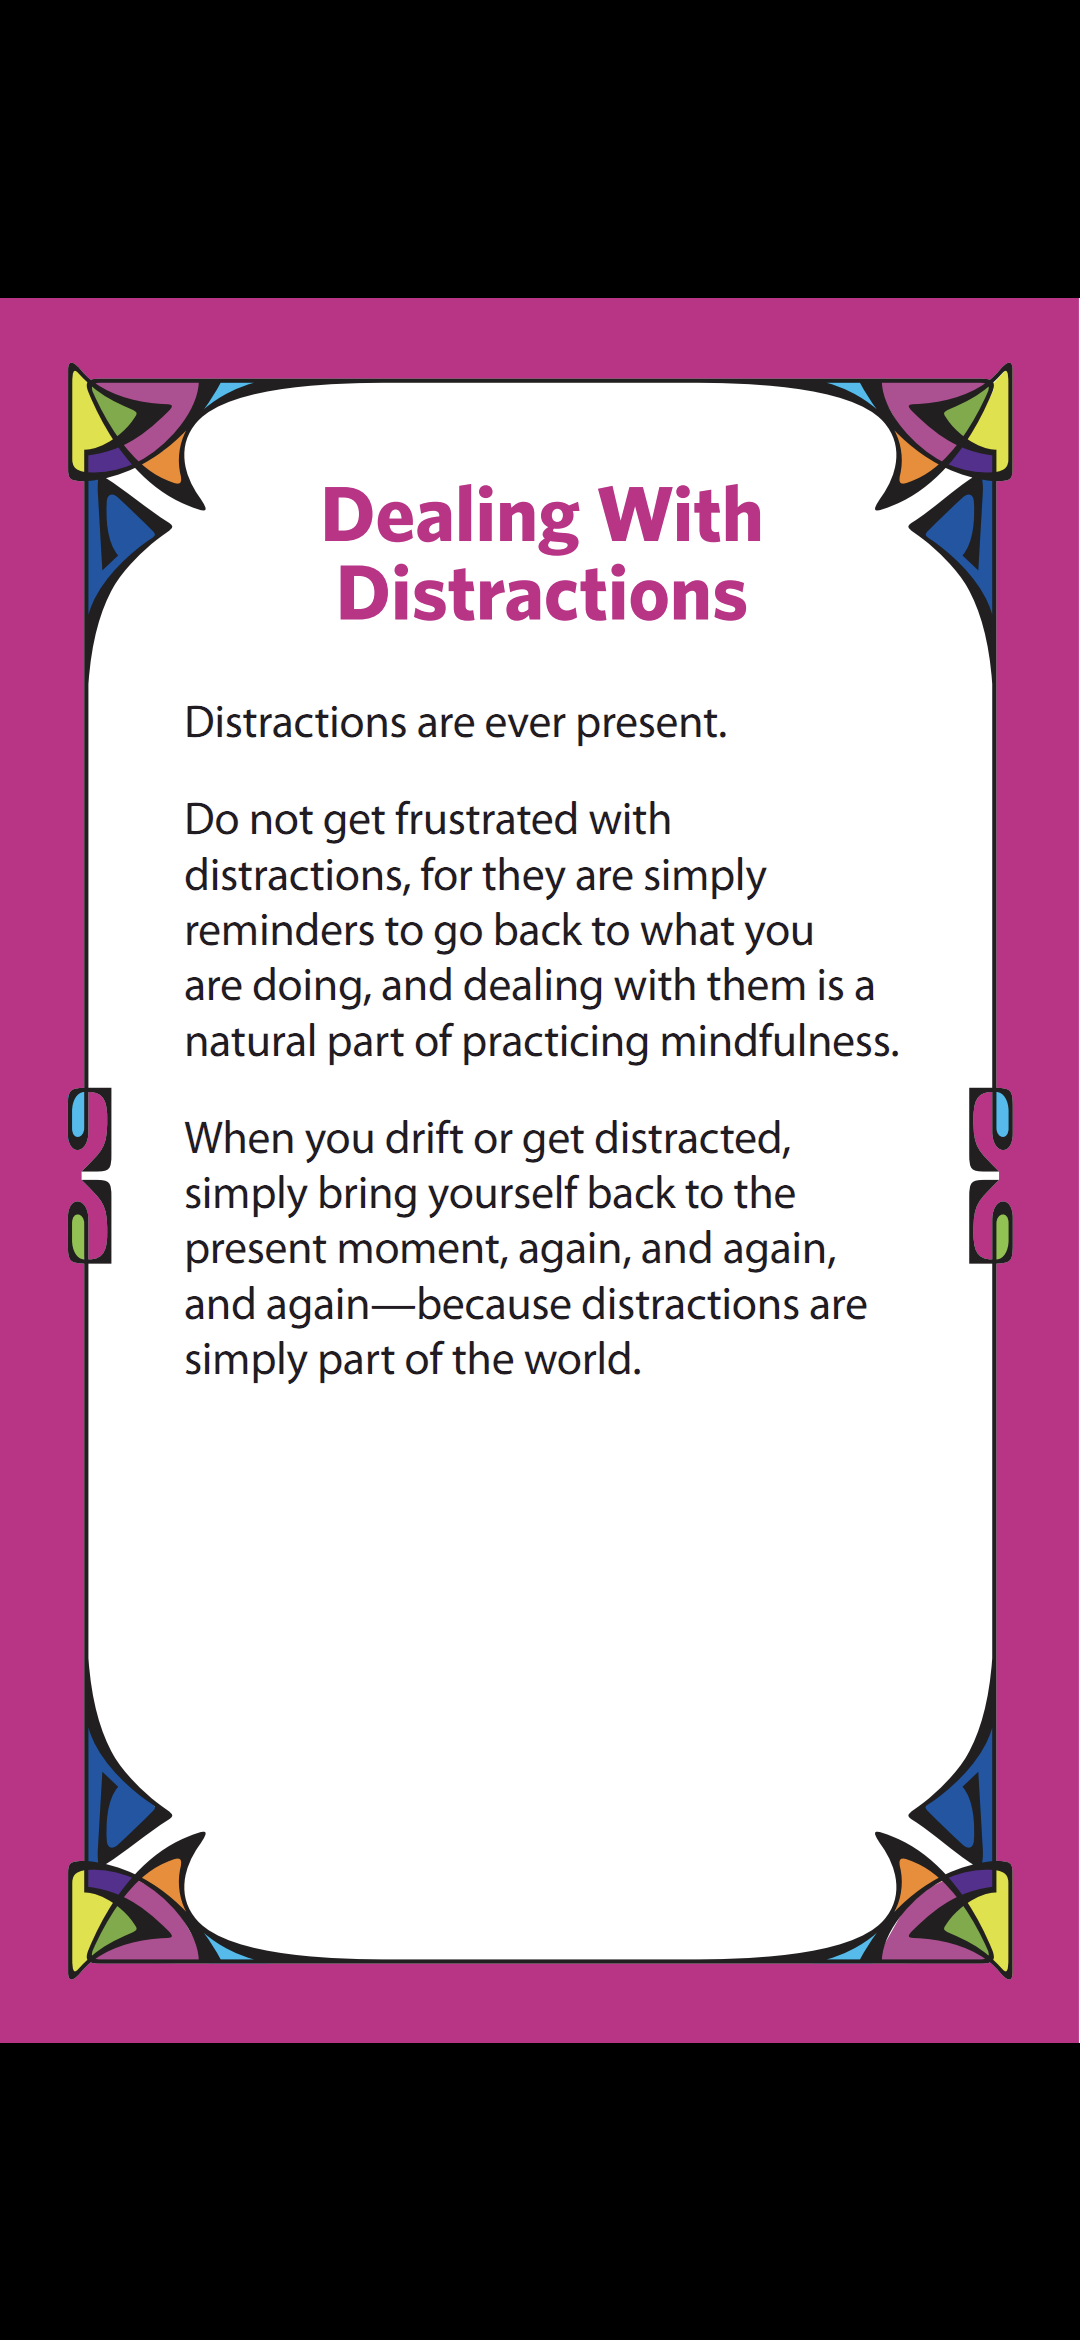 Dealing With
Distractions
Distractions are ever present.
Do not get frustrated with
distractions, for they are simply
reminders to go back to what you
are doing, and dealing with them is a
natural part of practicing mindfulness.
When you drift or get distracted,
simply bring yourself back to the
present moment, again, and again,
and again—because distractions are
simply part of the world.